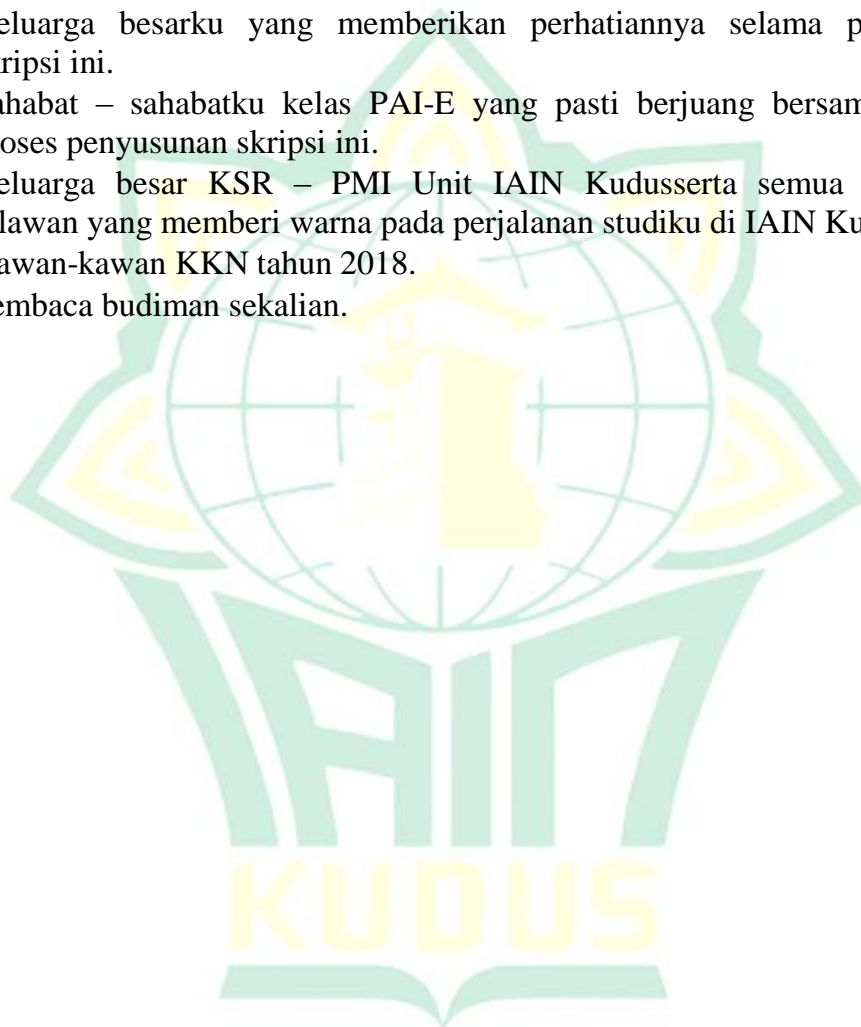 eluarga besarku yang memberikan perhatiannya selama p
ripsi ini.
ahabat – sahabatku kelas PAI-E yang pasti berjuang bersam
oses penyusunan skripsi ini.
eluarga besar KSR – PMI Unit IAIN Kudusserta semua
lawan yang memberi warna pada perjalanan studiku di IAIN Ku
awan-kawan KKN tahun 2018.
embaca budiman sekalian.
IAIN
KUDUS